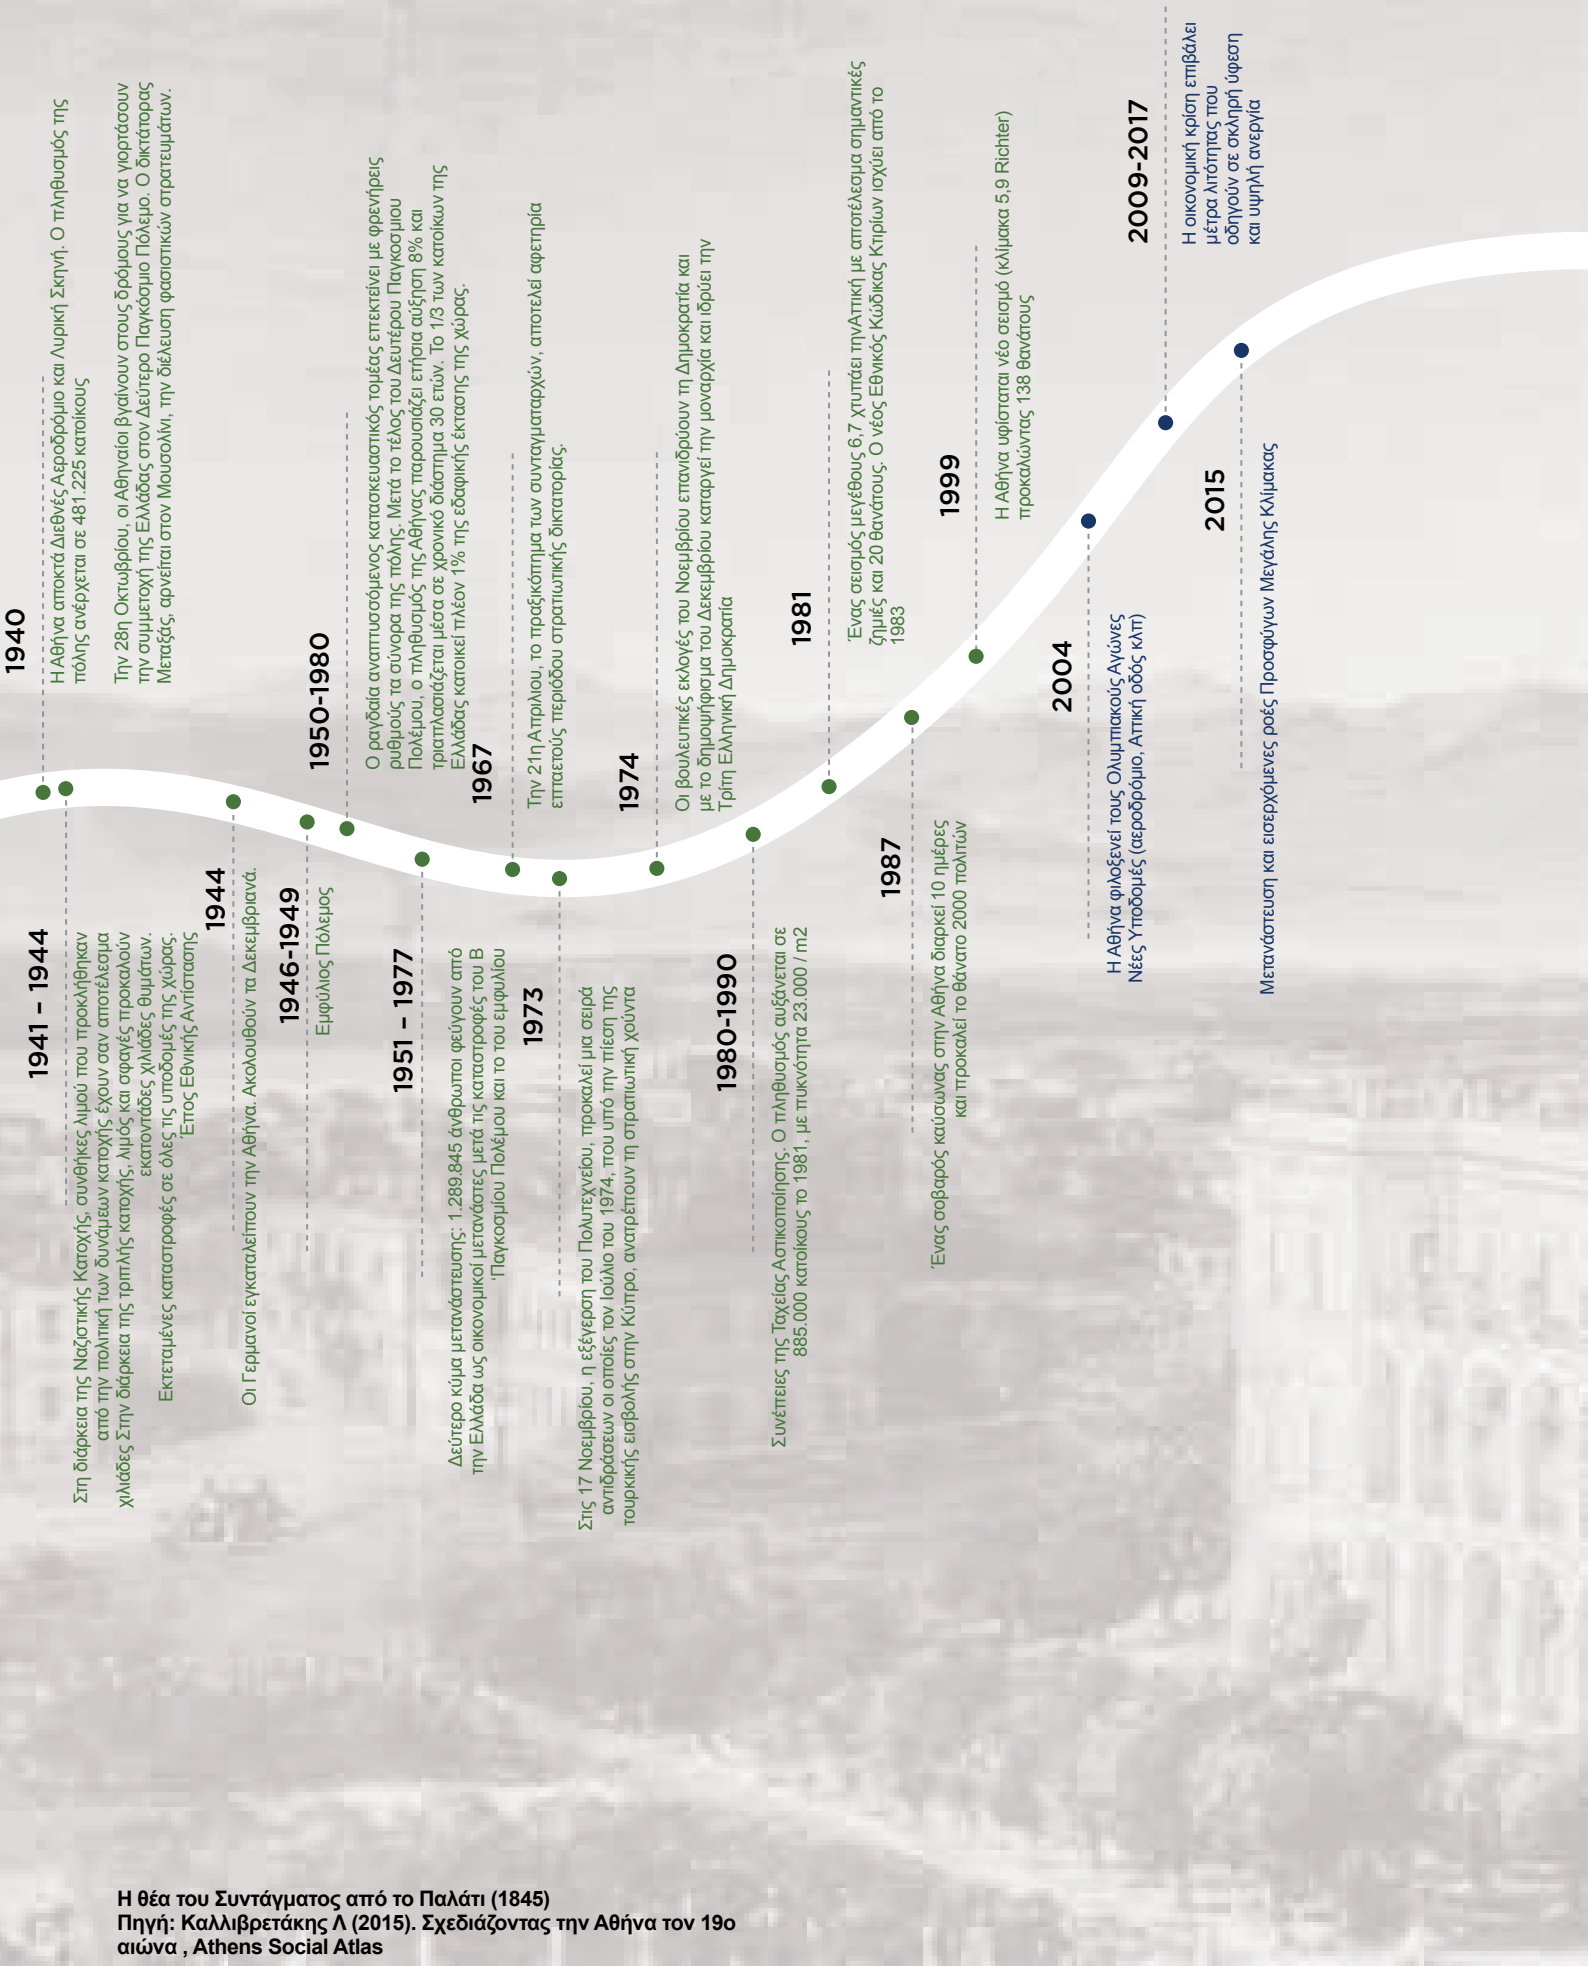 1940
Η Αθήνα αποκτά Διεθνές Αεροδρόμιο και Λυρική Σκηνή. Ο πληθυσμός της
πόλης ανέρχεται σε 481.225 κατοίκους
Την 28η Οκτωβρίου, οι Αθηναίοι βγαίνουν στους δρόμους για να γιορτάσουν
την συμμετοχή της Ελλάδας στον Δεύτερο Παγκόσμιο Πόλεμο. Ο δικτάτορας
Μεταξάς, αρνείται στον Μουσολίνι, την διέλευση φασιστικών στρατευμάτων.
1941 – 1944
Στη διάρκεια της Ναζιστικής Κατοχής, συνθήκες λιμού που προκλήθηκαν
από την πολιτική των δυνάμεων κατοχής έχουν σαν αποτέλεσμα
χιλιάδες Στην διάρκεια της τριπλής κατοχής, λιμός και σφαγές προκαλούν
εκατοντάδες χιλιάδες θυμάτων.
Εκτεταμένες καταστροφές σε όλες τις υποδομές της χώρας.
Έπος Εθνικής Αντίστασης
1944
Οι Γερμανοί εγκαταλείπουν την Αθήνα. Ακολουθούν τα Δεκεμβριανά.
1946-1949
Εμφύλιος Πόλεμος
1950-1980
Ο ραγδαία αναπτυσσόμενος κατασκευαστικός τομέας επεκτείνει με φρενήρεις
ρυθμούς τα σύνορα της πόλης. Μετά το τέλος του Δευτέρου Παγκοσμιου
Πολέμου, ο πληθυσμός της Αθήνας παρουσιάζει ετήσια αύξηση 8% και
τριαπλασιάζεται μέσα σε χρονικό διάστημα 30 ετών. Το 1/3 των κατοίκων της
Ελλάδας κατοικεί πλέον 1% της εδαφικής έκτασης της χώρας.
1951 – 1977
Δεύτερο κύμα μετανάστευσης: 1.289.845 άνθρωποι φεύγουν από
την Ελλάδα ως οικονομικοί μετανάστες μετά τις καταστροφές του Β
'Παγκοσμίου Πολέμου και το του εμφυλίου
1967
Την 21η Απριλιου, το πραξικόπημα των συνταγματαρχών, αποτελεί αφετηρία
επταετούς περιόδου στρατιωτικής δικτατορίας.
1973
Στις 17 Νοεμβρίου, η εξέγερση του Πολυτεχνείου, προκαλεί μια σειρά
αντιδράσεων οι οποίες τον Ιούλιο του 1974, που υπό την πίεση της
τουρκικής εισβολής στην Κύπρο, ανατρέπουν τη στρατιωτική χούντα
1974
Οι βουλευτικές εκλογές του Νοεμβρίου επανιδρύουν τη Δημοκρατία και
με το δημοψήφισμα του Δεκεμβρίου καταργεί την μοναρχία και ιδρύει την
Τρίτη Ελληνική Δημοκρατία
1980-1990
Συνέπειες της Ταχείας Αστικοποίησης. Ο πληθυσμός αυξάνεται σε
885.000 κατοίκους το 1981, με πυκνότητα 23.000 / m2
1981
Ένας σεισμός μεγέθους 6,7 χτυπάει τηνΑττική με αποτέλεσμα σημαντικές
ζημιές και 20 θανάτους. Ο νέος Εθνικός Κώδικας Κτιρίων ισχύει από το
1983
1987
Ένας σοβαρός καύσωνας στην Αθήνα διαρκεί 10 ημέρες
και προκαλεί το θάνατο 2000 πολιτών
1999
Η Αθήνα υφίσταται νέο σεισμό (κλίμακα 5,9 Richter)
προκαλώντας 138 θανάτους
2004
Η Αθήνα φιλοξενεί τους Ολυμπιακούς Αγώνες
Νέες Υποδομές (αεροδρόμιο, Αττική οδός κλπ)
2009-2017
Η οικονομική κρίση επιβάλει
μέτρα λιτότητας που
οδηγούν σε σκληρή ύφεση
και υψηλή ανεργία
2015
Μετανάστευση και εισερχόμενες ροές Προσφύγων Μεγάλης Κλίμακας
Η θέα του Συντάγματος από το Παλάτι (1845)
Πηγή: Καλλιβρετάκης Λ (2015). Σχεδιάζοντας την Αθήνα τον 19ο
αιώνα , Athens Social Atlas